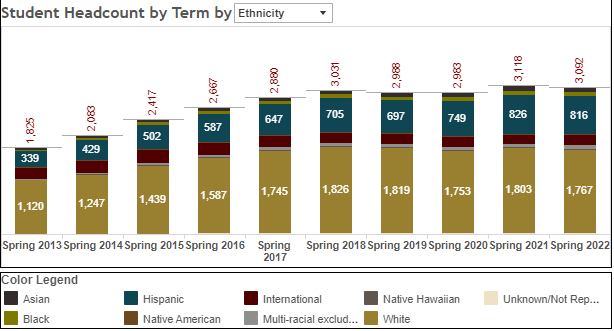 Student Headcount by Term by Ethnicity
1,825 2,083 2,417 2,667 2,880 3,031 2,988 2,983 3,118 3,092
339 429 502 587 647 705 697 749 826 816
1,120 1,247 1,439 1,587 1,745 1,826 1,819 1,753 1,803 1,767
Spring 2013 Spring 2014 Spring 2015 Spring 2016 Spring 2017 Spring 2018 Spring 2019 Spring 2020 Spring 2021 Spring 2022
Color Legend
Asian Hispanic International Native Hawaiian Unknown/Not Rep...
Black Native American Multi-racial exclud... White